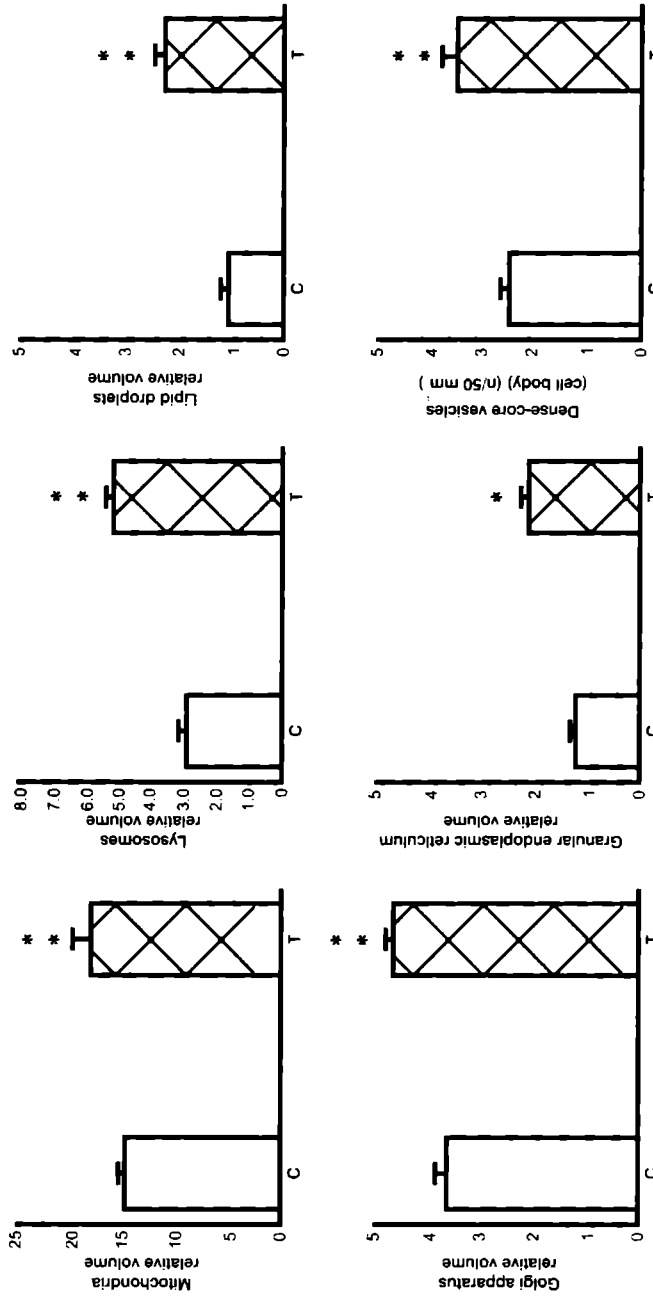 Mitochondria
relative volume
25
20
15
10
5
0
C
T
* *
Lysosomes
relative volume
8.0
7.0
6.0
5.0
4.0
3.0
2.0
1.0
0
C
T
* *
Lipid droplets
relative volume
5
4
3
2
1
0
C
T
* *
Golgi apparatus
relative volume
5
4
3
2
1
0
C
T
* *
Granular endoplasmic reticulum
relative volume
5
4
3
2
1
0
C
T
*
Dense-core vesicles
(cell body) (n/50 mm )
5
4
3
2
1
0
C
T
* *